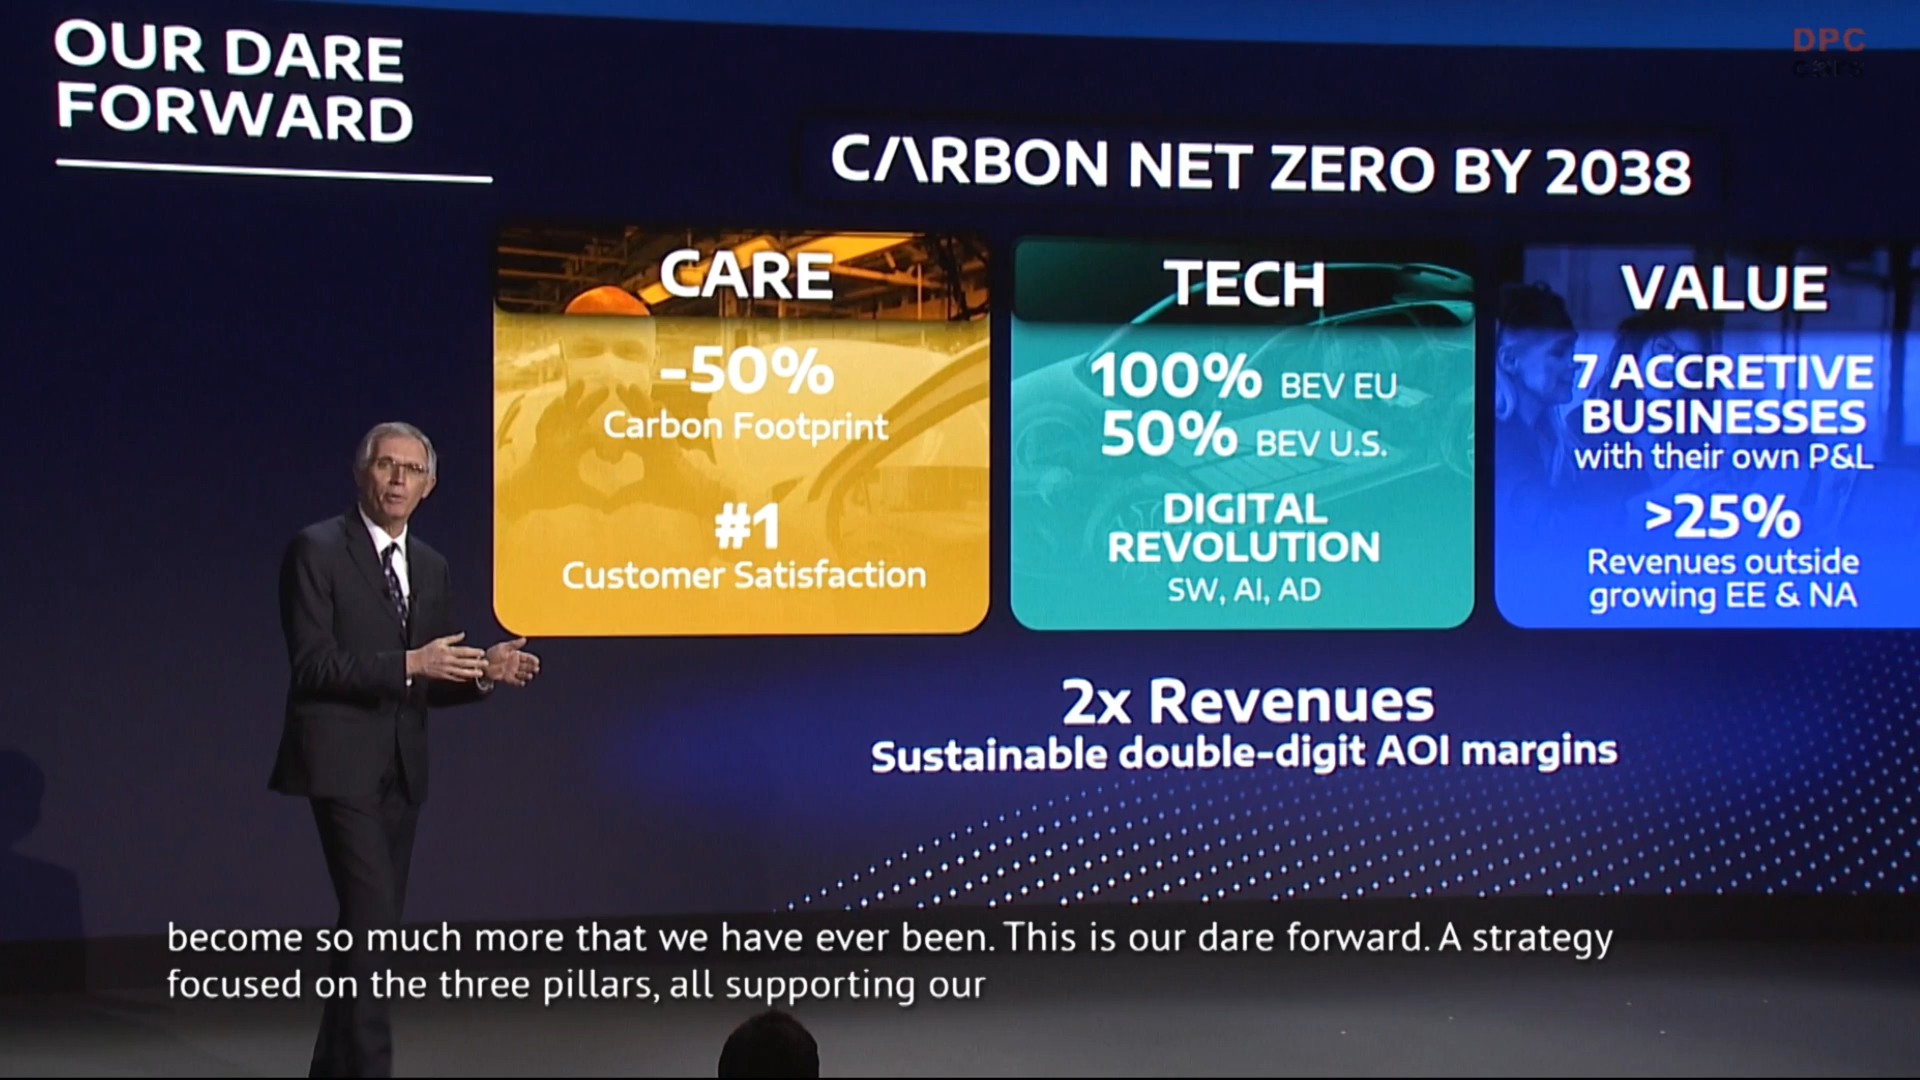 OUR DARE
FORWARD
DPC
cars
CARBON NET ZERO BY 2038
CARE
-50%
Carbon Footprint
#1
Customer Satisfaction
TECH
100% BEV EU
50% BEV U.S.
DIGITAL
REVOLUTION
SW, AI, AD
VALUE
7 ACCRETIVE
BUSINESSES
with their own P&L
>25%
Revenues outside
growing EE & NA
2x Revenues
Sustainable double-digit AOI margins
become so much more that we have ever been. This is our dare forward. A strategy
focused on the three pillars, all supporting our